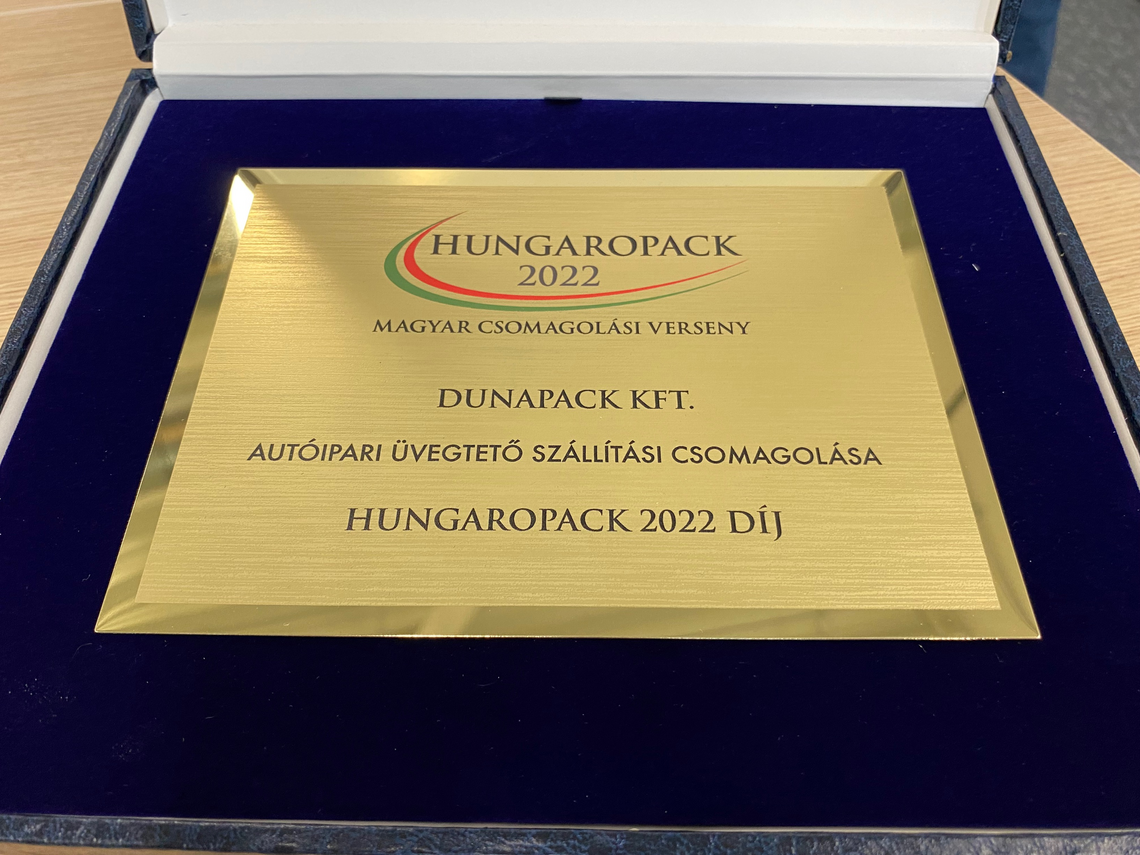 HUNGAROPACK
2022
MAGYAR CSOMAGOLÁSI VERSENY
DUNAPACK KFT.
AUTÓIPARI ÜVEGTETŐ SZÁLLÍTÁSI CSOMAGOLÁSA
HUNGAROPACK 2022 DÍJ